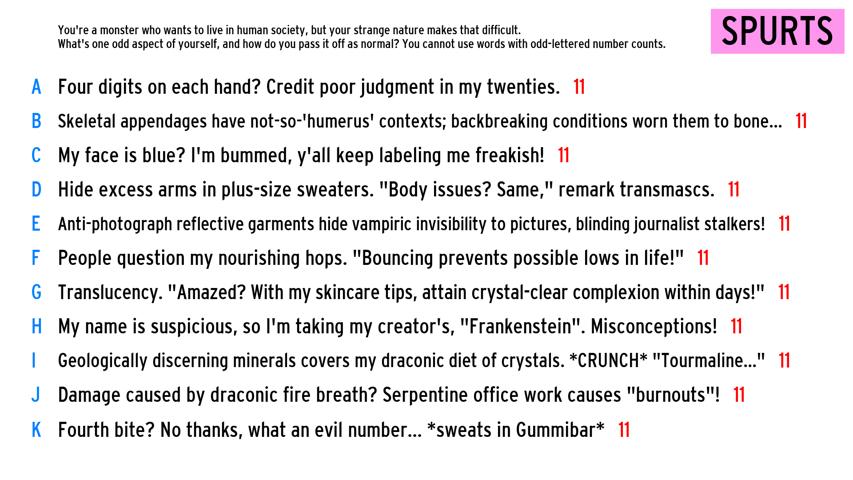 You're a monster who wants to live in human society, but your strange nature makes that difficult.
What's one odd aspect of yourself, and how do you pass it off as normal? You cannot use words with odd-lettered number counts.
SPURTS
A Four digits on each hand? Credit poor judgment in my twenties. 11
B Skeletal appendages have not-so-'humerus' contexts; backbreaking conditions worn them to bone... 11
C My face is blue? I'm bummed, y'all keep labeling me freakish! 11
D Hide excess arms in plus-size sweaters. "Body issues? Same," remark transmascs. 11
E Anti-photograph reflective garments hide vampiric invisibility to pictures, blinding journalist stalkers! 11
F People question my nourishing hops. "Bouncing prevents possible lows in life!" 11
G Translucency. "Amazed? With my skincare tips, attain crystal-clear complexion within days!" 11
H My name is suspicious, so I'm taking my creator's, "Frankenstein". Misconceptions! 11
I Geologically discerning minerals covers my draconic diet of crystals. *CRUNCH* "Tourmaline..." 11
J Damage caused by draconic fire breath? Serpentine office work causes "burnouts"! 11
K Fourth bite? No thanks, what an evil number... *sweats in Gummibar* 11